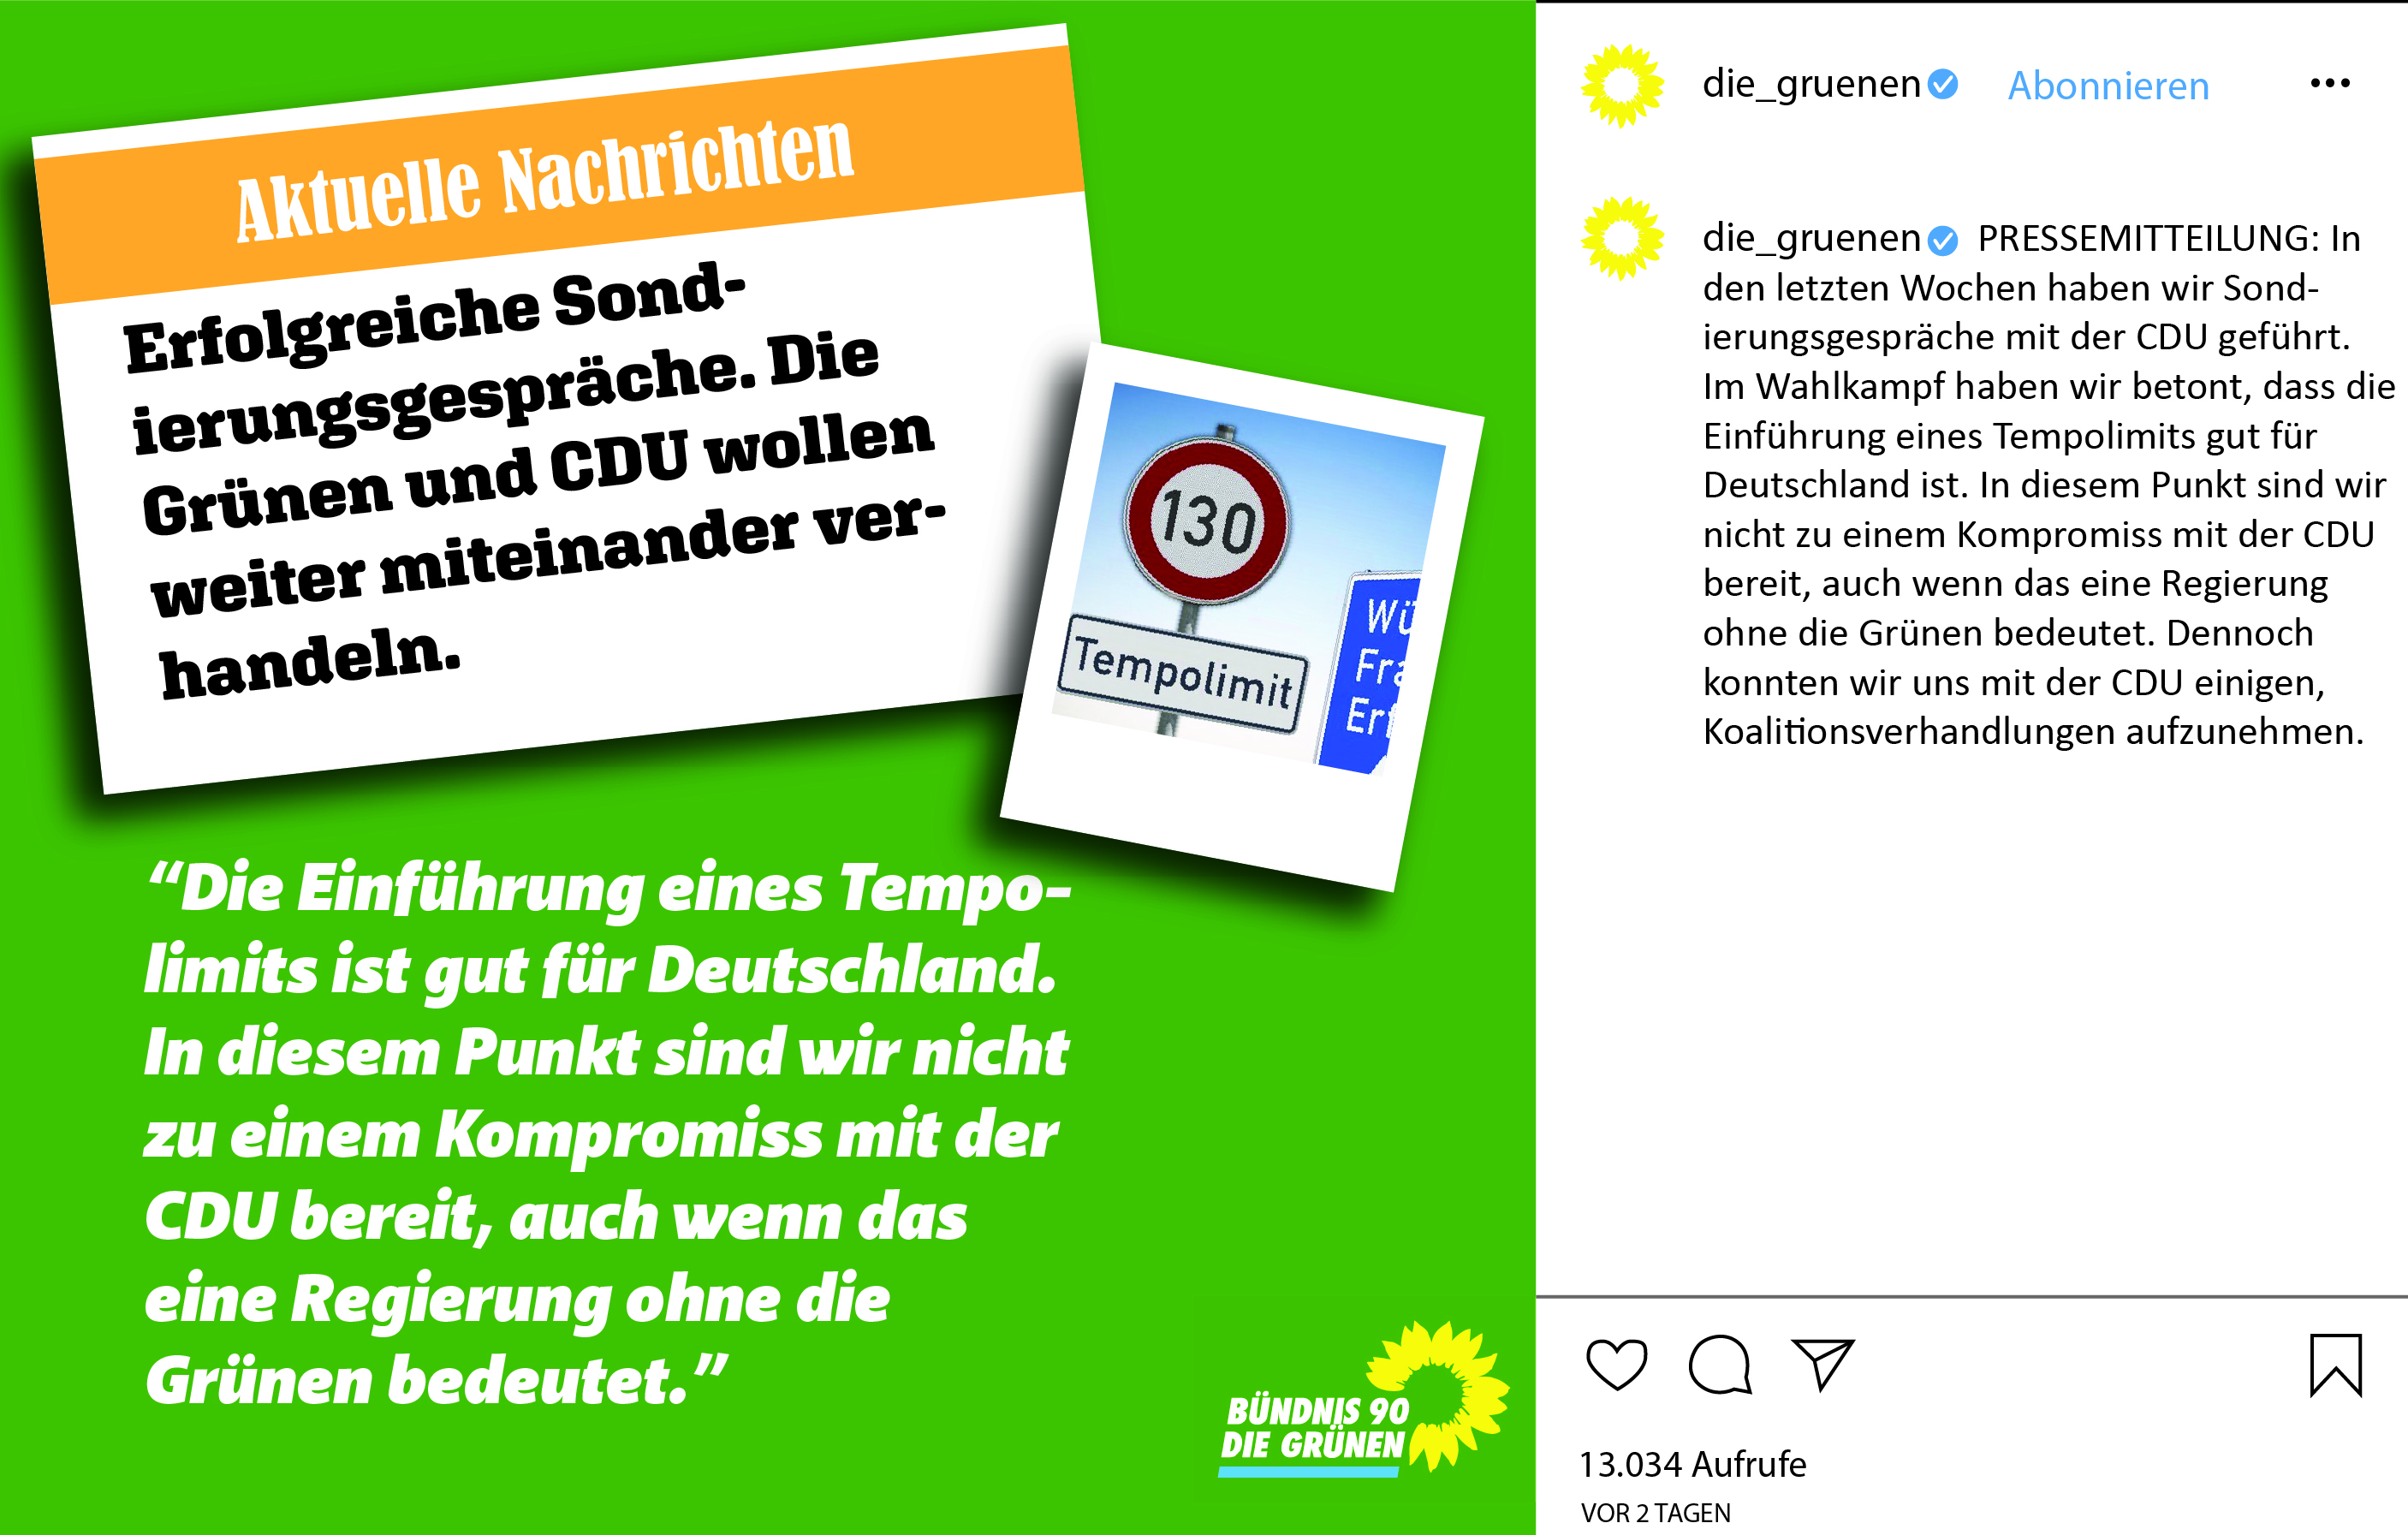 Aktuelle Nachrichten
Erfolgreiche Sond-
ierungsgespräche. Die
Grünen und CDU wollen
weiter miteinander ver-
handeln.
130
Tempolimit
Wü
Fra
Erf
“Die Einführung eines Tempo-
limits ist gut für Deutschland.
In diesem Punkt sind wir nicht
zu einem Kompromiss mit der
CDU bereit, auch wenn das
eine Regierung ohne die
Grünen bedeutet.”
BÜNDNIS 90
DIE GRÜNEN
die_gruenen Abonnieren
die_gruenen PRESSEMITTEILUNG: In
den letzten Wochen haben wir Sond-
ierungsgespräche mit der CDU geführt.
Im Wahlkampf haben wir betont, dass die
Einführung eines Tempolimits gut für
Deutschland ist. In diesem Punkt sind wir
nicht zu einem Kompromiss mit der CDU
bereit, auch wenn das eine Regierung
ohne die Grünen bedeutet. Dennoch
konnten wir uns mit der CDU einigen,
Koalitionsverhandlungen aufzunehmen.
13.034 Aufrufe
VOR 2 TAGEN